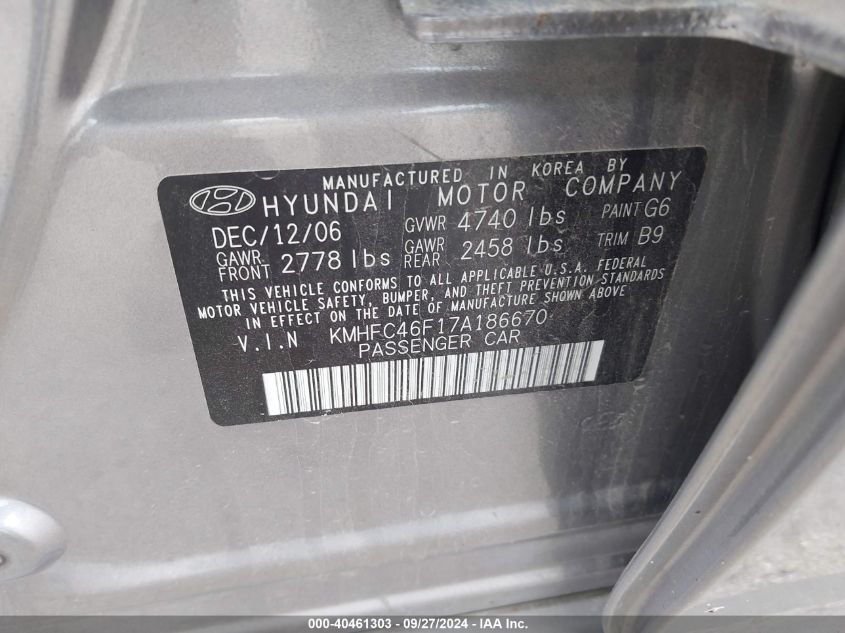 MANUFACTURED IN KOREA BY
HYUNDAI MOTOR COMPANY
DEC/12/06 GVWR 4740 lbs PAINT G6
GAWR FRONT 2778 lbs GAWR REAR 2458 lbs TRIM B9
THIS VEHICLE CONFORMS TO ALL APPLICABLE U.S.A. FEDERAL
MOTOR VEHICLE SAFETY, BUMPER, AND THEFT PREVENTION STANDARDS
IN EFFECT ON THE DATE OF MANUFACTURE SHOWN ABOVE
V.I.N KMHFC46F17A186670
PASSENGER CAR
000-40461303 - 09/27/2024 - www.iaai.com